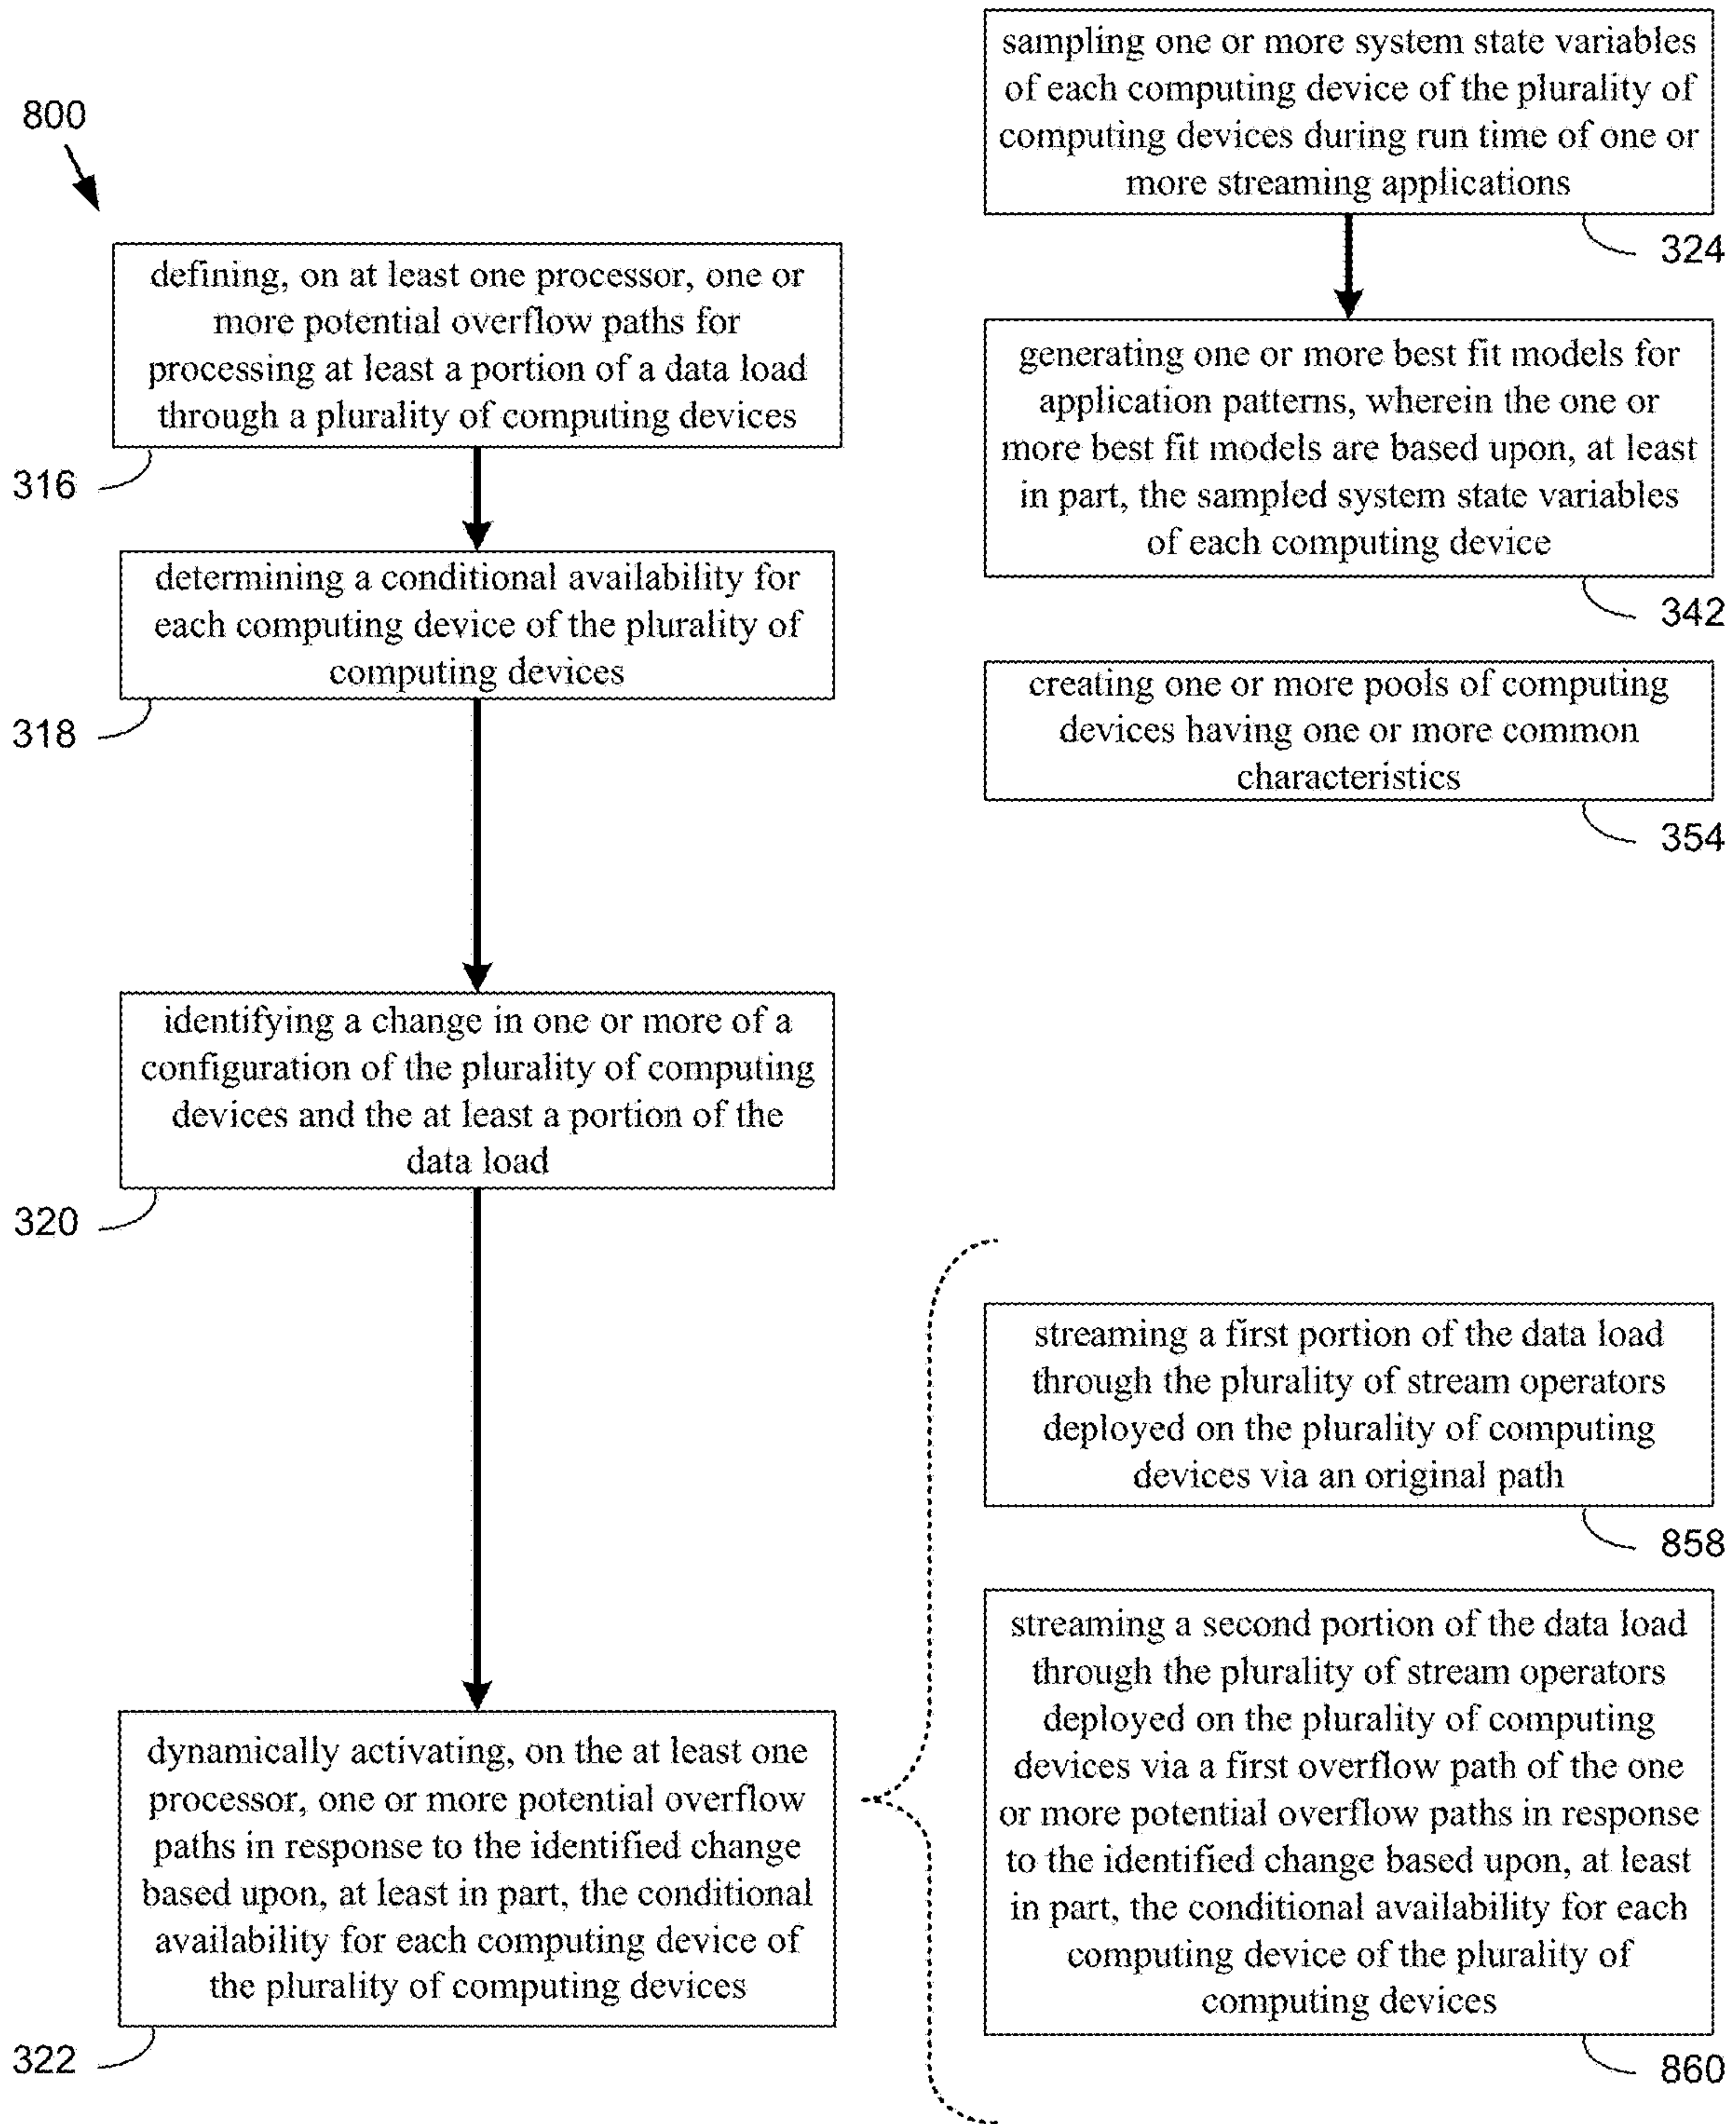 800
defining, on at least one processor, one or
more potential overflow paths for
processing at least a portion of a data load
through a plurality of computing devices
316
determining a conditional availability for
each computing device of the plurality of
computing devices
318
identifying a change in one or more of a
configuration of the plurality of computing
devices and the at least a portion of the
data load
320
dynamically activating, on the at least one
processor, one or more potential overflow
paths in response to the identified change
based upon, at least in part, the conditional
availability for each computing device of
the plurality of computing devices
322
sampling one or more system state variables
of each computing device of the plurality of
computing devices during run time of one or
more streaming applications
324
generating one or more best fit models for
application patterns, wherein the one or
more best fit models are based upon, at least
in part, the sampled system state variables
of each computing device
342
creating one or more pools of computing
devices having one or more common
characteristics
354
streaming a first portion of the data load
through the plurality of stream operators
deployed on the plurality of computing
devices via an original path
858
streaming a second portion of the data load
through the plurality of stream operators
deployed on the plurality of computing
devices via a first overflow path of the one
or more potential overflow paths in response
to the identified change based upon, at least
in part, the conditional availability for each
computing device of the plurality of
computing devices
860